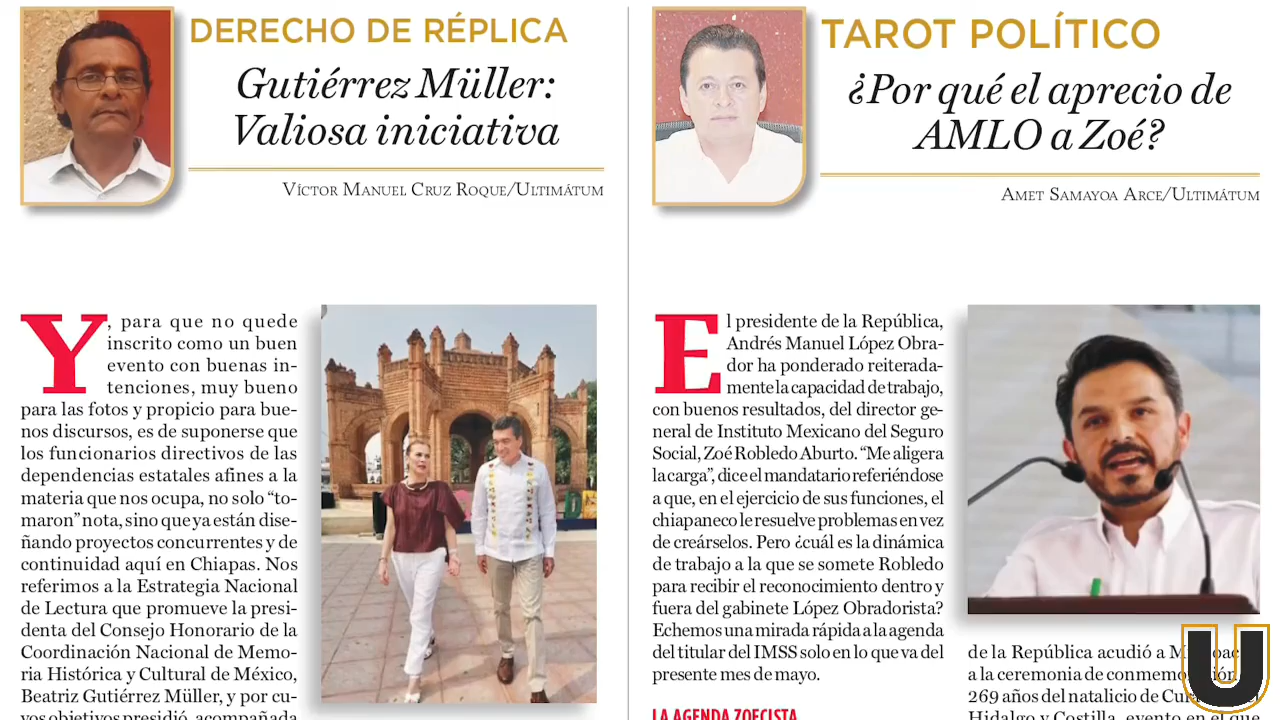 DERECHO DE RÉPLICA
Gutiérrez Müller:
Valiosa iniciativa
Víctor Manuel Cruz Roque/Ultimátum
Y, para que no quede
inscrito como un buen
evento con buenas in-
tenciones, muy bueno
para las fotos y propicio para bue-
nos discursos, es de suponerse que
los funcionarios directivos de las
dependencias estatales afines a la
materia que nos ocupa, no solo “to-
maron” nota, sino que ya están dise-
ñando proyectos concurrentes y de
continuidad aquí en Chiapas. Nos
referimos a la Estrategia Nacional
de Lectura que promueve la presi-
denta del Consejo Honorario de la
Coordinación Nacional de Memo-
ria Histórica y Cultural de México,
Beatriz Gutiérrez Müller, y por cu-
yos objetivos presidió, acompañada
TAROT POLÍTICO
¿Por qué el aprecio de
AMLO a Zoé?
Amet Samayoa Arce/Ultimátum
El presidente de la República,
Andrés Manuel López Obra-
dor ha ponderado reiterada-
mente la capacidad de trabajo,
con buenos resultados, del director ge-
neral de Instituto Mexicano del Seguro
Social, Zoé Robledo Aburto. “Me aligera
la carga”, dice el mandatario refiriéndose
a que, en el ejercicio de sus funciones, el
chiapaneco le resuelve problemas en vez
de creárselos. Pero ¿cuál es la dinámica
de trabajo a la que se somete Robledo
para recibir el reconocimiento dentro y
fuera del gabinete López Obradorista?
Echemos una mirada rápida a la agenda
del titular del IMSS solo en lo que va del
presente mes de mayo.
LA AGENDA ZOECISTA
de la República acudió a
a la ceremonia de
269 años del natalicio de
Hidalgo y Costilla, evento en el que
U